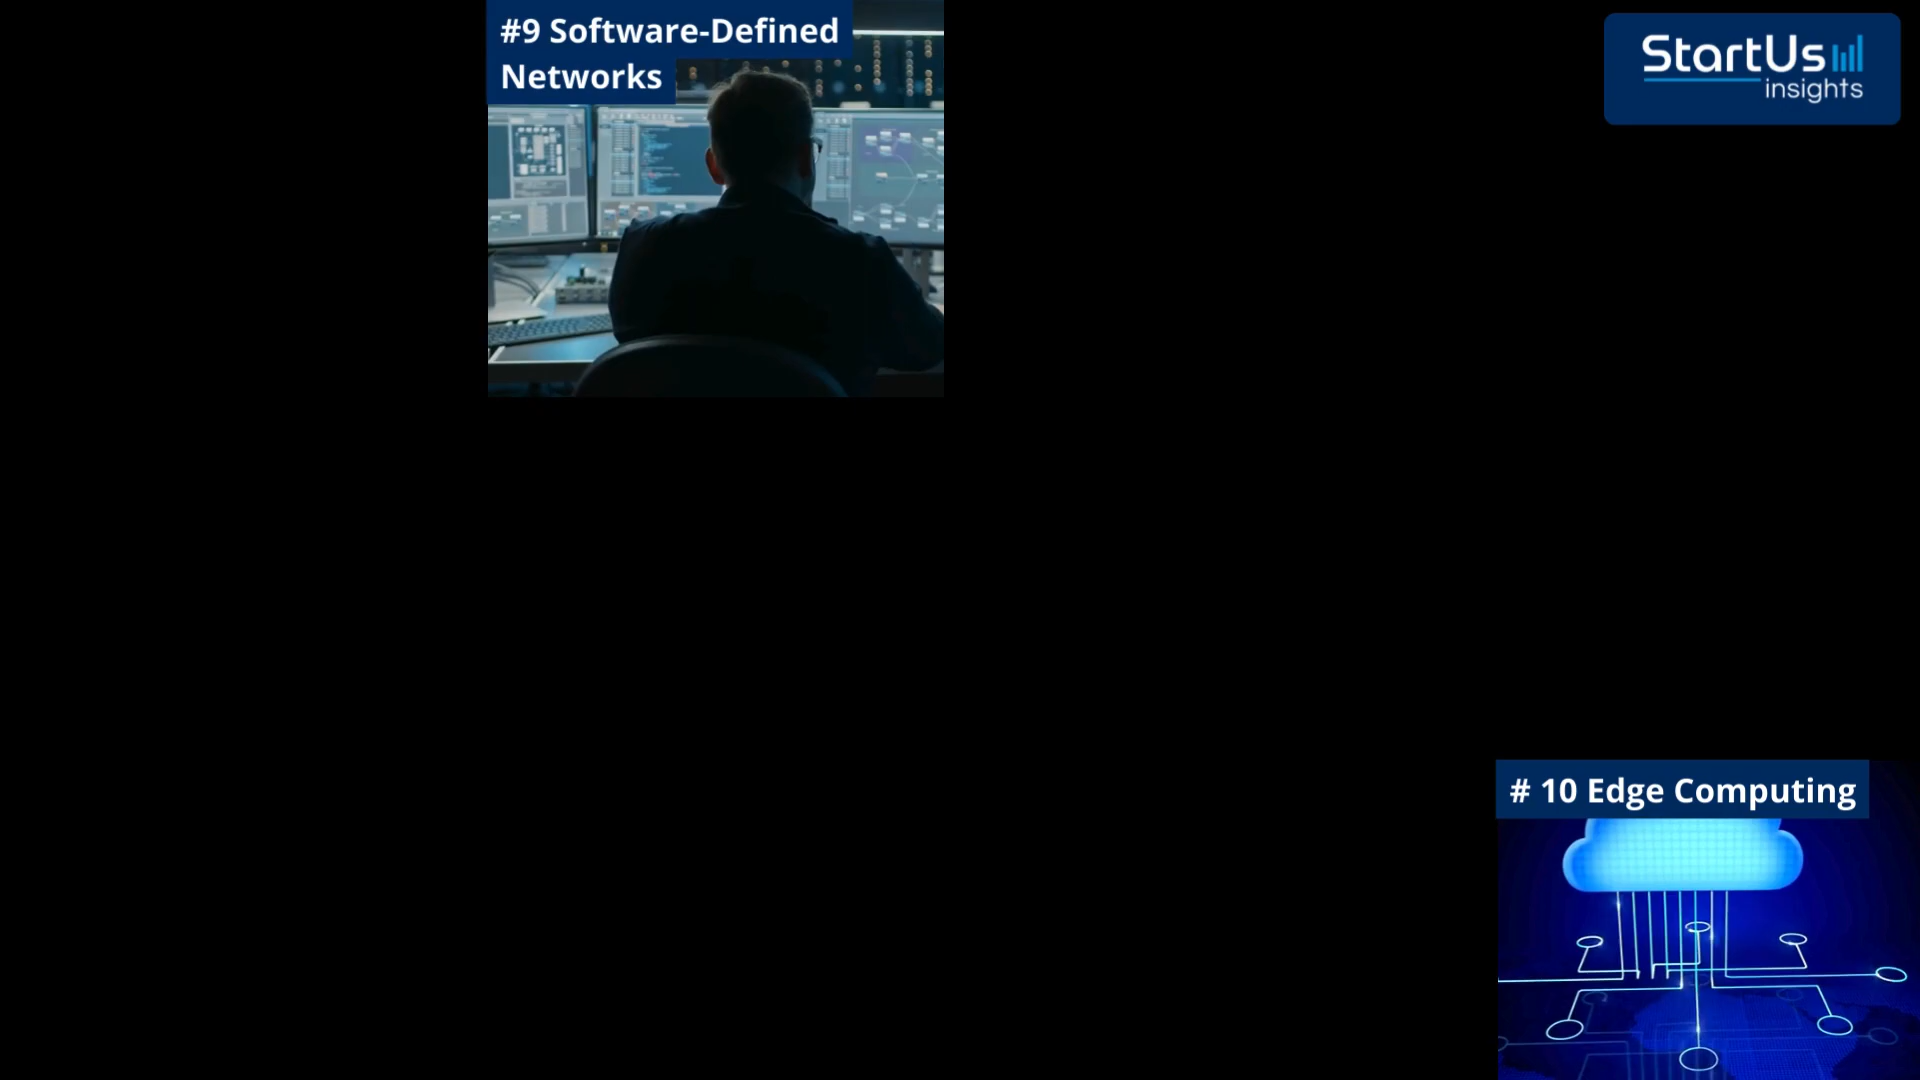 #9 Software-Defined
Networks
StartUs
insights
# 10 Edge Computing